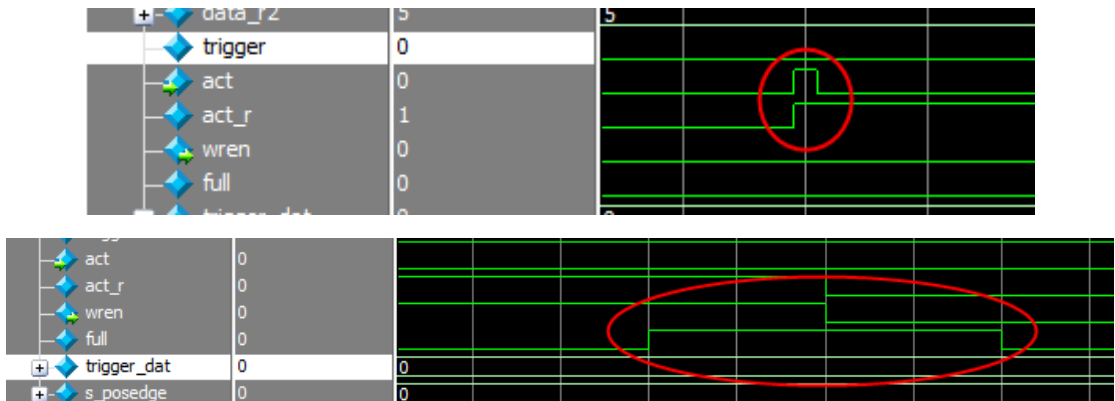 data_r2 5 5
trigger 0
act 0
act_r 1
wren 0
full 0
act 0
act_r 0
wren 0
full 0
trigger_dat 0 0
s_posedge 0 0